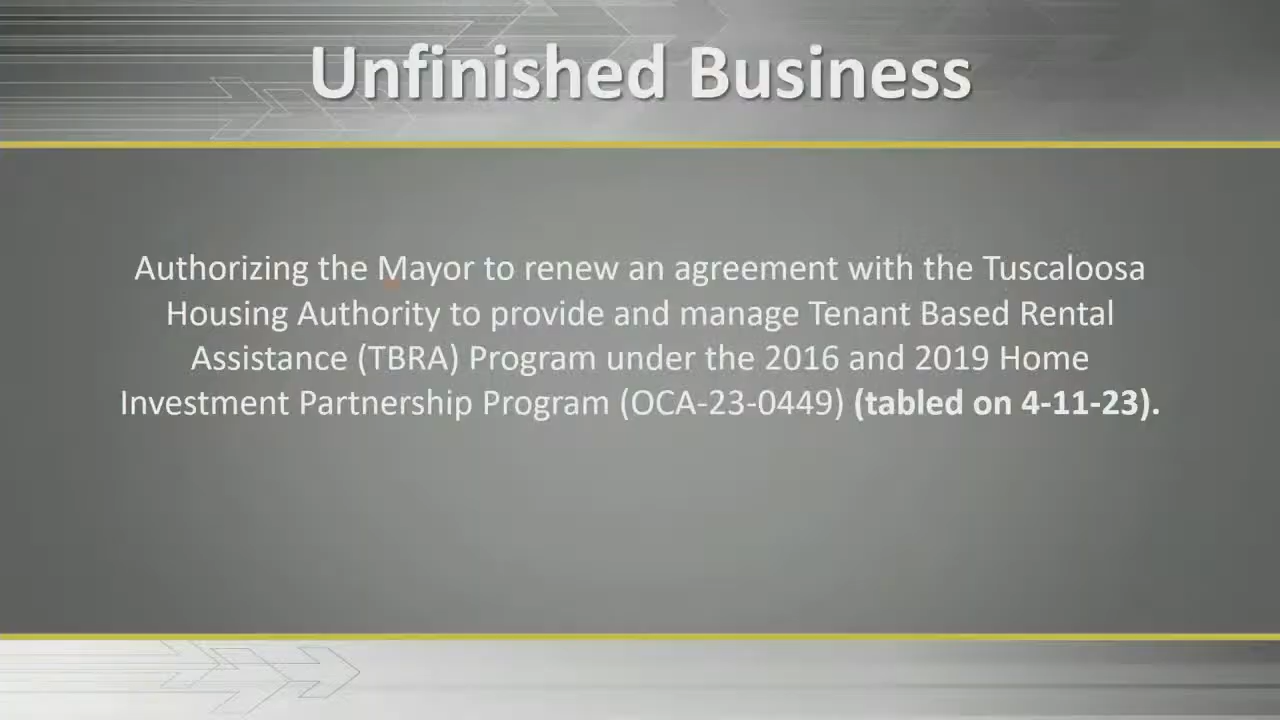 Unfinished Business
Authorizing the Mayor to renew an agreement with the Tuscaloosa
Housing Authority to provide and manage Tenant Based Rental
Assistance (TBRA) Program under the 2016 and 2019 Home
Investment Partnership Program (OCA-23-0449) (tabled on 4-11-23).